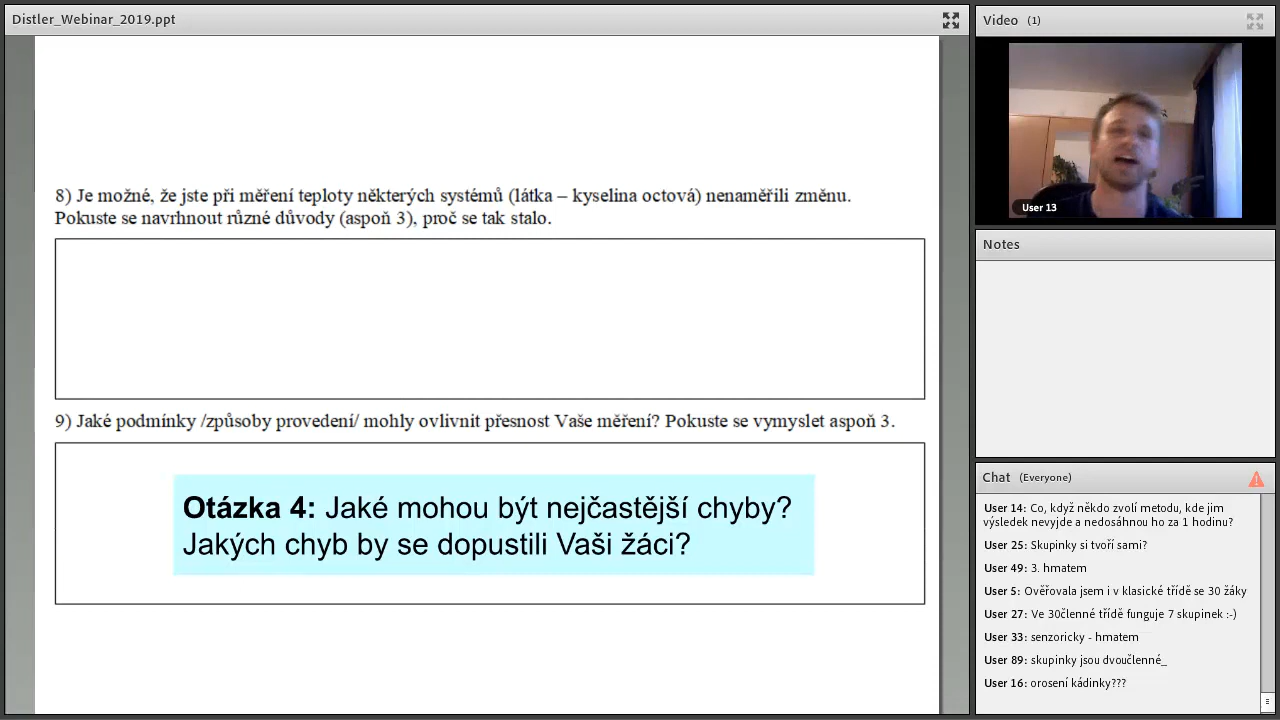 Distler_Webinar_2019.ppt
8) Je možné, že jste při měření teploty některých systémů (látka – kyselina octová) nenaměřili změnu.
Pokuste se navrhnout různé důvody (aspoň 3), proč se tak stalo.
9) Jaké podmínky /způsoby provedení/ mohly ovlivnit přesnost Vaše měření? Pokuste se vymyslet aspoň 3.
Otázka 4: Jaké mohou být nejčastější chyby?
Jakých chyb by se dopustili Vaši žáci?
Video (1)
User 13
Notes
Chat (Everyone)
User 14: Co, když někdo zvolí metodu, kde jim
výsledek nevyjde a nedosáhnou ho za 1 hodinu?
User 25: Skupinky si tvoří sami?
User 49: 3. hmatem
User 5: Ověřovala jsem i v klasické třídě se 30 žáky
User 27: Ve 30členné třídě funguje 7 skupinek :-)
User 33: senzoricky - hmatem
User 89: skupinky jsou dvoučlenné_
User 16: orosení kádinky???